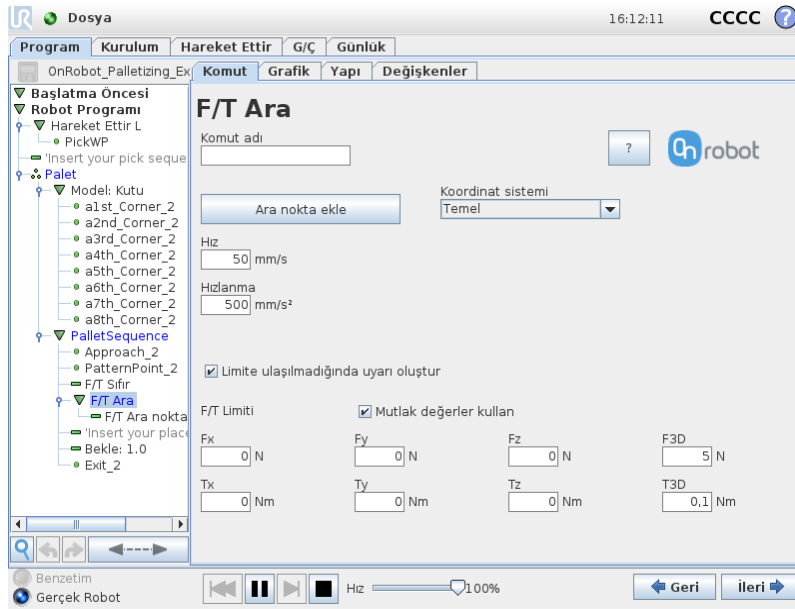 Dosya
16:12:11
CCCC
?
Program Kurulum Hareket Ettir G/Ç Günlük
OnRobot_Palletizing_Ex
Komut Grafik Yapı Değişkenler
Başlatma Öncesi
Robot Programı
Hareket Ettir L
PickWP
'Insert your pick seque
Palet
Model: Kutu
a1st_Corner_2
a2nd_Corner_2
a3rd_Corner_2
a4th_Corner_2
a5th_Corner_2
a6th_Corner_2
a7th_Corner_2
a8th_Corner_2
PalletSequence
Approach_2
PatternPoint_2
F/T Sıfır
F/T Ara
F/T Ara nokta
'Insert your place
Bekle: 1.0
Exit_2
F/T Ara
Komut adı
?
On robot
Ara nokta ekle
Koordinat sistemi
Temel
Hız
50 mm/s
Hızlanma
500 mm/s²
Limite ulaşılmadığında uyarı oluştur
F/T Limiti
Mutlak değerler kullan
Fx Fy Fz F3D
0 N 0 N 0 N 5 N
Tx Ty Tz T3D
0 Nm 0 Nm 0 Nm 0,1 Nm
Benzetim
Gerçek Robot
Hız 100%
Geri
İleri